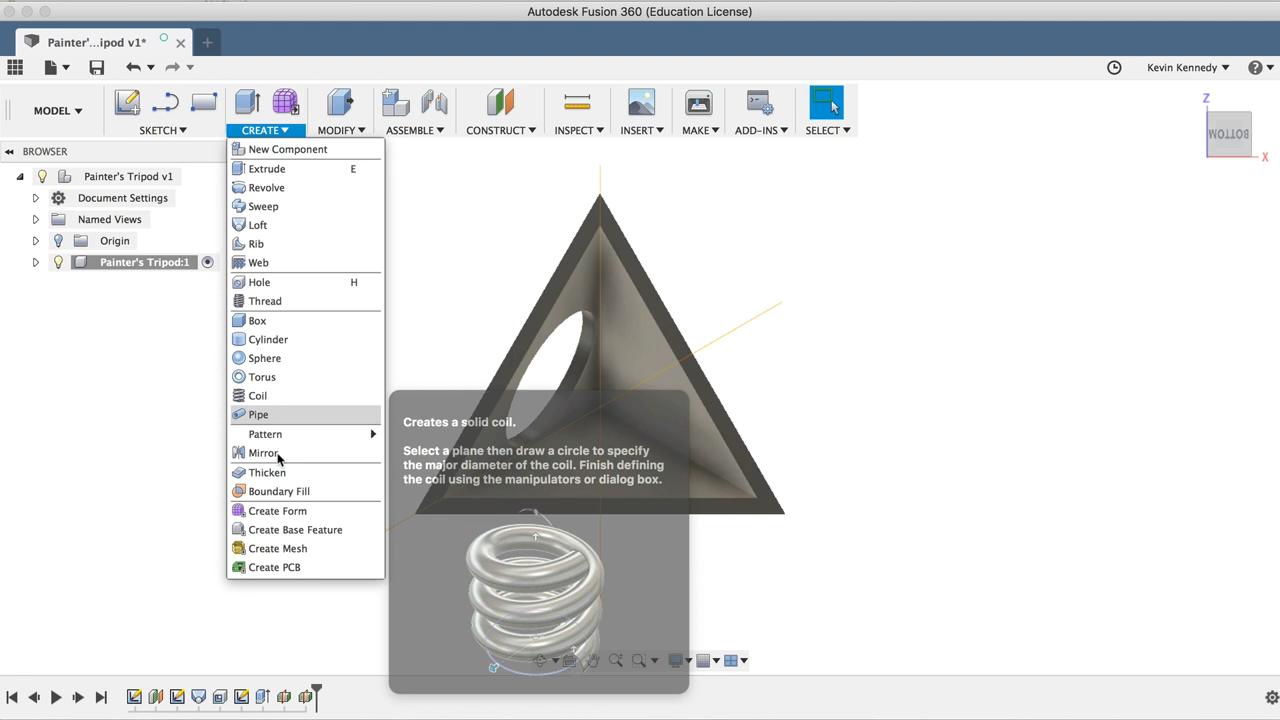 Autodesk Fusion 360 (Education License)
Painter'...ipod v1*
Kevin Kennedy
MODEL
SKETCH
CREATE
MODIFY
ASSEMBLE
CONSTRUCT
INSPECT
INSERT
MAKE
ADD-INS
SELECT
Z
BOTTOM
X
BROWSER
Painter's Tripod v1
Document Settings
Named Views
Origin
Painter's Tripod:1
New Component
Extrude E
Revolve
Sweep
Loft
Rib
Web
Hole H
Thread
Box
Cylinder
Sphere
Torus
Coil
Pipe
Pattern
Mirror
Thicken
Boundary Fill
Create Form
Create Base Feature
Create Mesh
Create PCB
Creates a solid coil.
Select a plane then draw a circle to specify
the major diameter of the coil. Finish defining
the coil using the manipulators or dialog box.